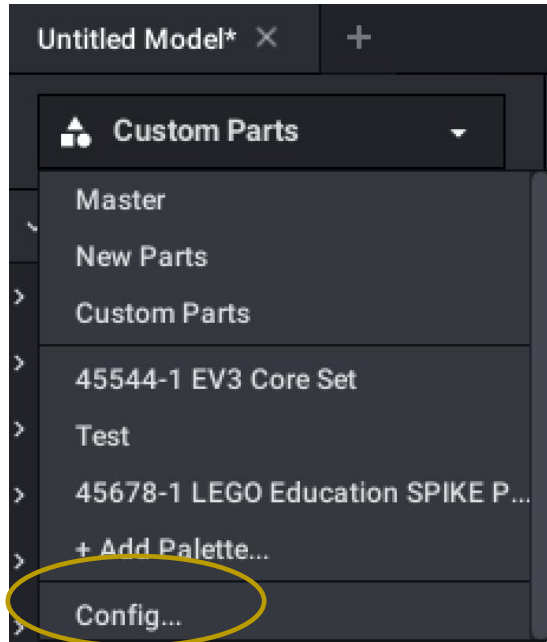 Untitled Model* × +
Custom Parts
Master
New Parts
Custom Parts
45544-1 EV3 Core Set
Test
45678-1 LEGO Education SPIKE P...
+ Add Palette...
Config...